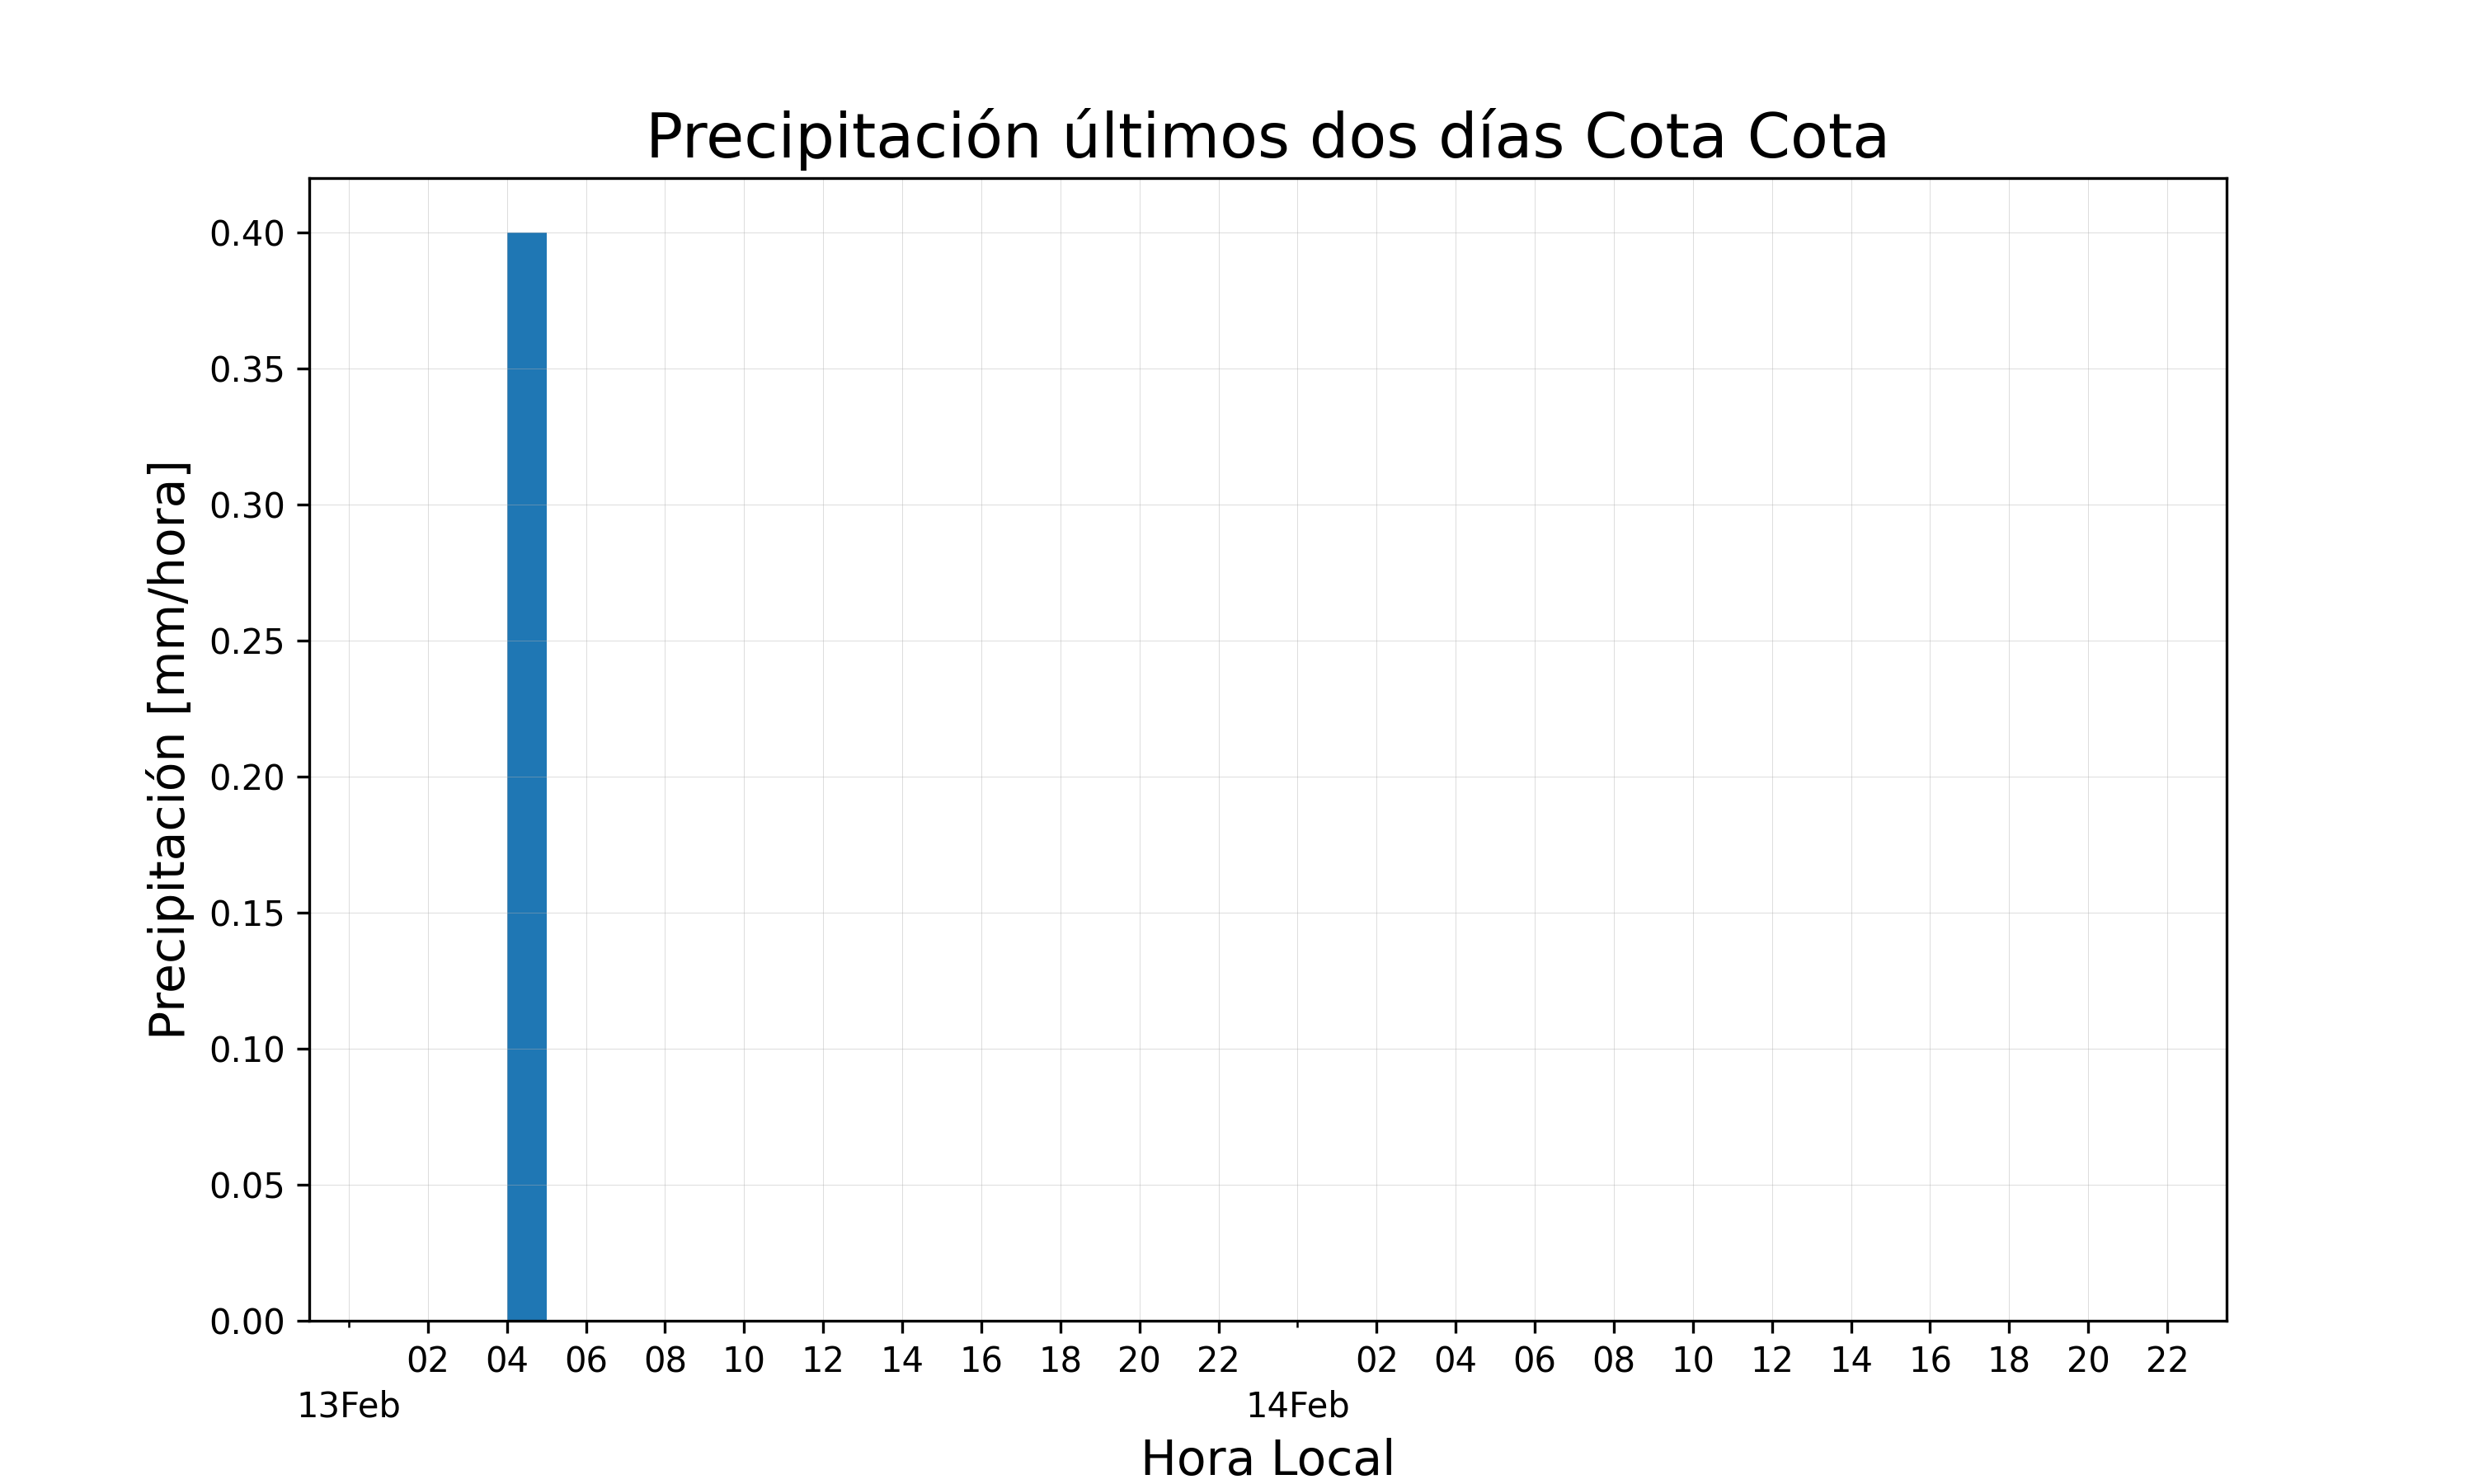 Precipitación últimos dos días Cota Cota
Precipitación [mm/hora]
0.40
0.35
0.30
0.25
0.20
0.15
0.10
0.05
0.00
02 04 06 08 10 12 14 16 18 20 22 02 04 06 08 10 12 14 16 18 20 22
13Feb 14Feb
Hora Local